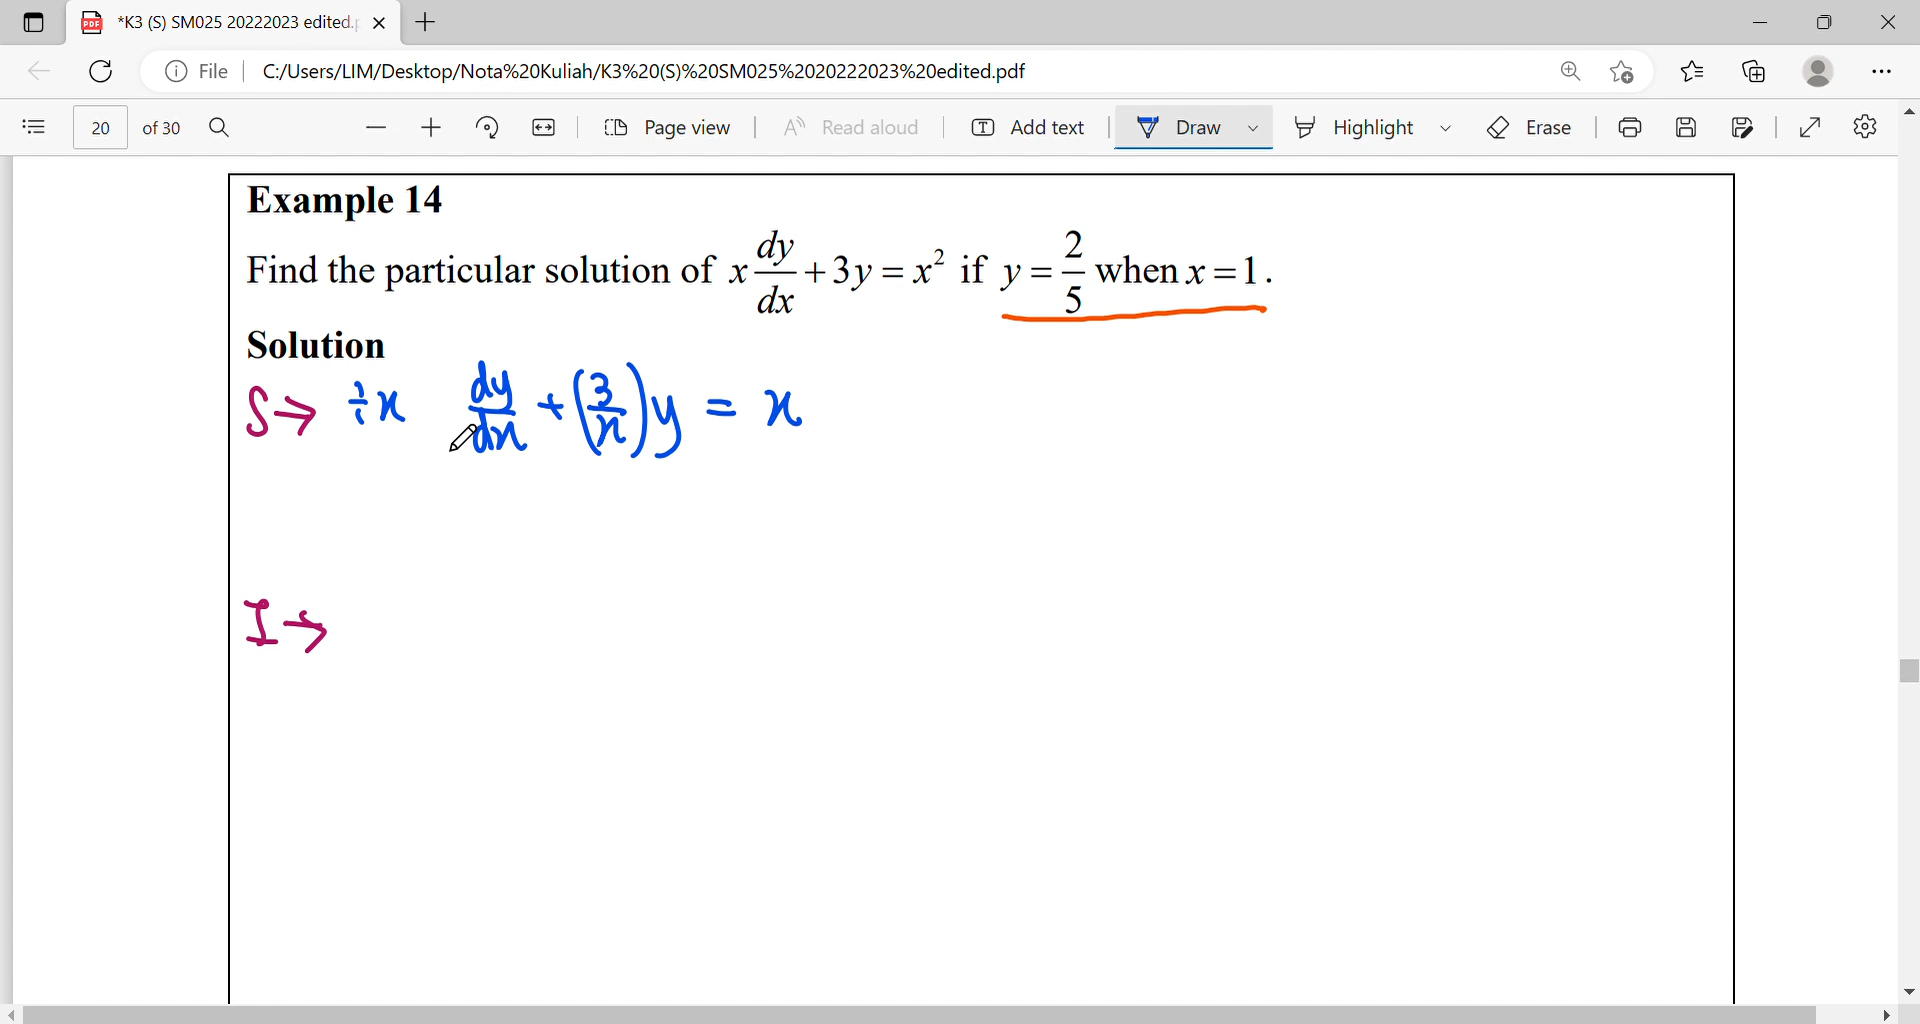 *K3 (S) SM025 20222023 edited.p
File C:/Users/LIM/Desktop/Nota%20Kuliah/K3%20(S)%20SM025%2020222023%20edited.pdf
20 of 30 Page view Read aloud Add text Draw Highlight Erase
Example 14
Find the particular solution of x dy/dx + 3y = x² if y = 2/5 when x = 1.
Solution
S → ÷x dy/dx + (3/x)y = x
I →